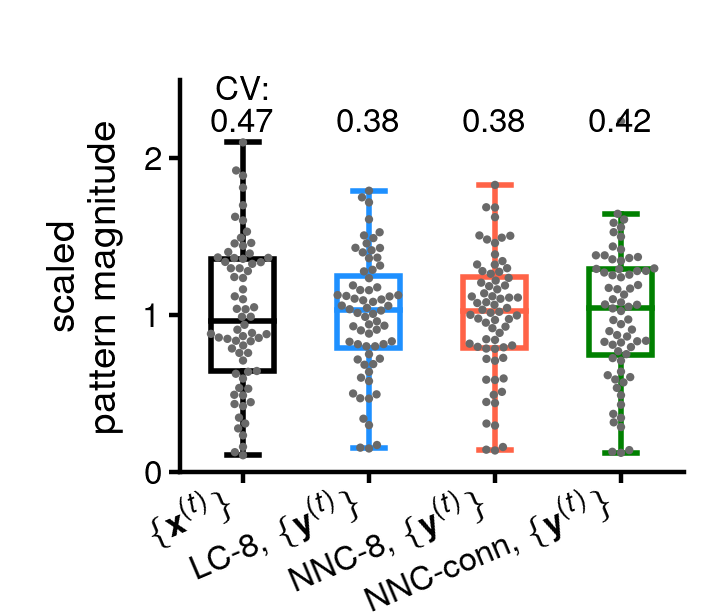 CV:
0.47 0.38 0.38 0.42
scaled
pattern magnitude
2
1
0
{x^(t)}
LC-8, {y^(t)}
NNC-8, {y^(t)}
NNC-conn, {y^(t)}